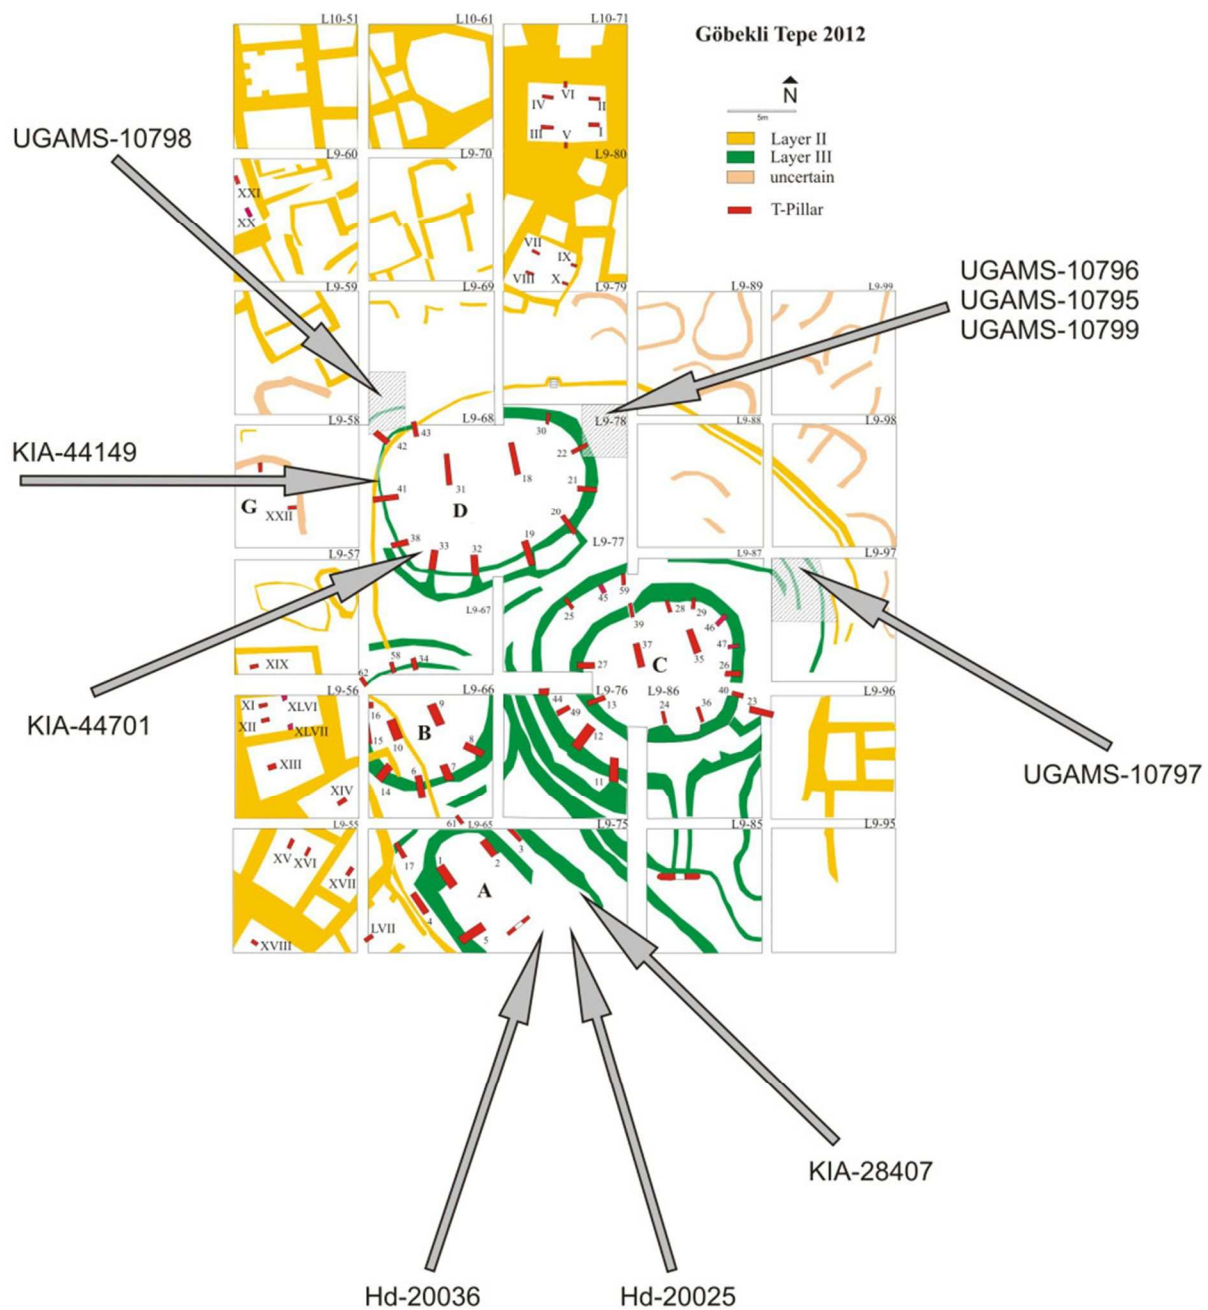 L10-51
L10-61
L10-71
Göbekli Tepe 2012
N
5m
Layer II
Layer III
uncertain
T-Pillar
VI
IV
II
III
V
I
UGAMS-10798
L9-60
L9-70
L9-80
XXI
XX
VII
IX
VIII
X
UGAMS-10796
UGAMS-10795
UGAMS-10799
L9-59
L9-69
L9-79
L9-89
L9-99
L9-58
L9-68
L9-78
L9-88
L9-98
43
42
30
22
KIA-44149
31
18
41
21
G
D
XXII
20
38
33
32
19
L9-57
L9-77
L9-87
L9-97
L9-67
59
45
25
39
28
29
46
37
35
47
C
58
34
27
26
XIX
62
L9-56
L9-66
L9-76
L9-86
40
23
L9-96
KIA-44701
XI
XLVI
XII
XLVII
16
9
44
49
13
24
36
15
10
B
8
12
XIII
14
6
7
11
XIV
UGAMS-10797
61
L9-55
L9-65
L9-75
L9-85
L9-95
XV
XVI
XVII
17
1
2
3
A
4
5
XVIII
LVII
KIA-28407
Hd-20036
Hd-20025